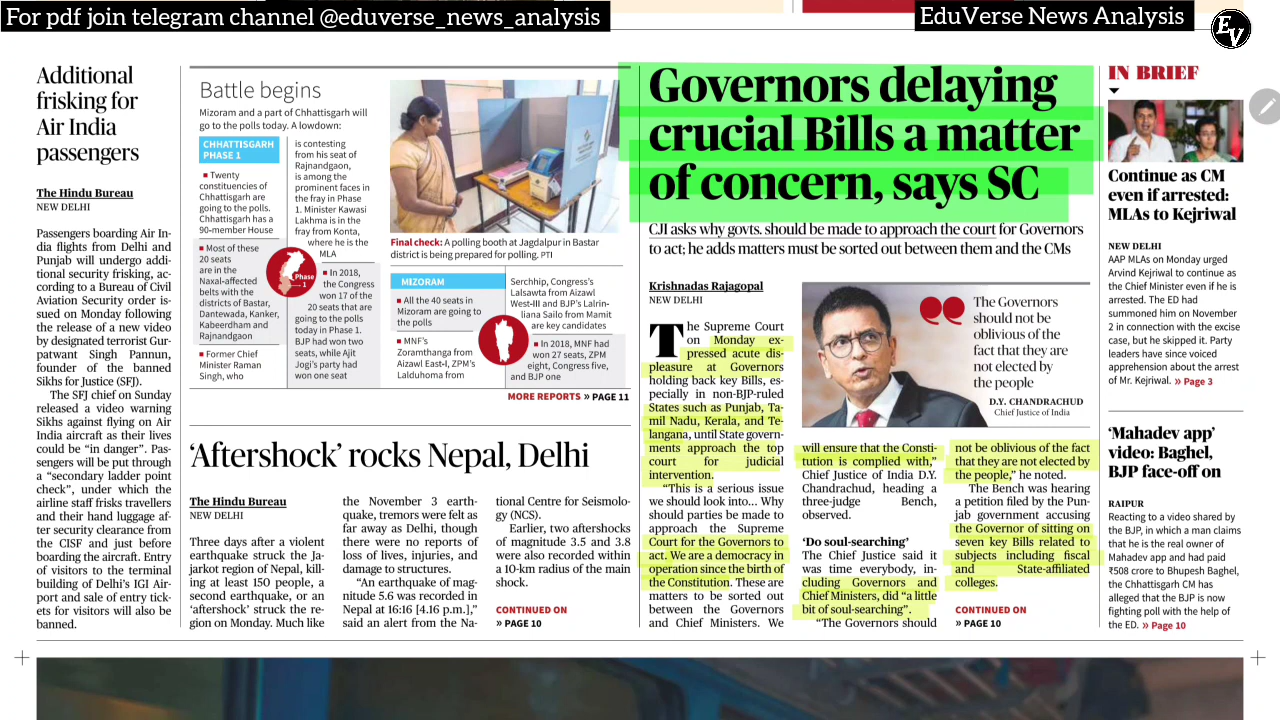 For pdf join telegram channel @eduverse_news_analysis
EduVerse News Analysis
EV
Additional
frisking for
Air India
passengers
The Hindu Bureau
NEW DELHI
Passengers boarding Air In-
dia flights from Delhi and
Punjab will undergo addi-
tional security frisking, ac-
cording to a Bureau of Civil
Aviation Security order is-
sued on Monday following
the release of a new video
by designated terrorist Gur-
patwant Singh Pannun,
founder of the banned
Sikhs for Justice (SFJ).
The SFJ chief on Sunday
released a video warning
Sikhs against flying on Air
India aircraft as their lives
could be “in danger”. Pas-
sengers will be put through
a “secondary ladder point
check”, under which the
airline staff frisks travellers
and their hand luggage af-
ter security clearance from
the CISF and just before
boarding the aircraft. Entry
of visitors to the terminal
building of Delhi’s IGI Air-
port and sale of entry tick-
ets for visitors will also be
banned.
Battle begins
Mizoram and a part of Chhattisgarh will
go to the polls today. A lowdown:
CHHATTISGARH
PHASE 1
■ Twenty
constituencies of
Chhattisgarh are
going to the polls.
Chhattisgarh has a
90-member House
■ Most of these
20 seats
are in the
Naxal-affected
belts with the
districts of Bastar,
Dantewada, Kanker,
Kabeerdham and
Rajnandgaon
■ Former Chief
Minister Raman
Singh, who
is contesting
from his seat of
Rajnandgaon,
is among the
prominent faces in
the fray in Phase
1. Minister Kawasi
Lakhma is in the
fray from Konta,
where he is the
MLA
Phase
1
■ In 2018,
the Congress
won 17 of the
20 seats that are
going to the polls
today in Phase 1.
BJP had won two
seats, while Ajit
Jogi’s party had
won one seat
Final check: A polling booth at Jagdalpur in Bastar
district is being prepared for polling. PTI
MIZORAM
■ All the 40 seats in
Mizoram are going to
the polls
■ MNF’s
Zoramthanga from
Aizawl East-I, ZPM’s
Lalduhoma from
Serchhip, Congress’s
Lalsawta from Aizawl
West-III and BJP’s Lalrin-
liana Sailo from Mamit
are key candidates
■ In 2018, MNF had
won 27 seats, ZPM
eight, Congress five,
and BJP one
MORE REPORTS » PAGE 11
‘Aftershock’ rocks Nepal, Delhi
The Hindu Bureau
NEW DELHI
Three days after a violent
earthquake struck the Ja-
jarkot region of Nepal, kill-
ing at least 150 people, a
second earthquake, or an
‘aftershock’ struck the re-
gion on Monday. Much like
the November 3 earth-
quake, tremors were felt as
far away as Delhi, though
there were no reports of
loss of lives, injuries, and
damage to structures.
“An earthquake of mag-
nitude 5.6 was recorded in
Nepal at 16:16 [4.16 p.m.],”
said an alert from the Na-
tional Centre for Seismolo-
gy (NCS).
Earlier, two aftershocks
of magnitude 3.5 and 3.8
were also recorded within
a 10-km radius of the main
shock.
CONTINUED ON
» PAGE 10
Governors delaying
crucial Bills a matter
of concern, says SC
CJI asks why govts. should be made to approach the court for Governors
to act; he adds matters must be sorted out between them and the CMs
Krishnadas Rajagopal
NEW DELHI
The Supreme Court
on Monday ex-
pressed acute dis-
pleasure at Governors
holding back key Bills, es-
pecially in non-BJP-ruled
States such as Punjab, Ta-
mil Nadu, Kerala, and Te-
langana, until State govern-
ments approach the top
court for judicial
intervention.
“This is a serious issue
we should look into... Why
should parties be made to
approach the Supreme
Court for the Governors to
act. We are a democracy in
operation since the birth of
the Constitution. These are
matters to be sorted out
between the Governors
and Chief Ministers. We
The Governors
should not be
oblivious of the
fact that they are
not elected by
the people
D.Y. CHANDRACHUD
Chief Justice of India
will ensure that the Consti-
tution is complied with,”
Chief Justice of India D.Y.
Chandrachud, heading a
three-judge Bench,
observed.
‘Do soul-searching’
The Chief Justice said it
was time everybody, in-
cluding Governors and
Chief Ministers, did “a little
bit of soul-searching”.
“The Governors should
not be oblivious of the fact
that they are not elected by
the people,” he noted.
The Bench was hearing
a petition filed by the Pun-
jab government accusing
the Governor of sitting on
seven key Bills related to
subjects including fiscal
and State-affiliated
colleges.
CONTINUED ON
» PAGE 10
IN BRIEF
Continue as CM
even if arrested:
MLAs to Kejriwal
NEW DELHI
AAP MLAs on Monday urged
Arvind Kejriwal to continue as
the Chief Minister even if he is
arrested. The ED had
summoned him on November
2 in connection with the excise
case, but he skipped it. Party
leaders have since voiced
apprehension about the arrest
of Mr. Kejriwal. » Page 3
‘Mahadev app’
video: Baghel,
BJP face-off on
RAIPUR
Reacting to a video shared by
the BJP, in which a man claims
that he is the real owner of
Mahadev app and had paid
₹508 crore to Bhupesh Baghel,
the Chhattisgarh CM has
alleged that the BJP is now
fighting poll with the help of
the ED. » Page 10